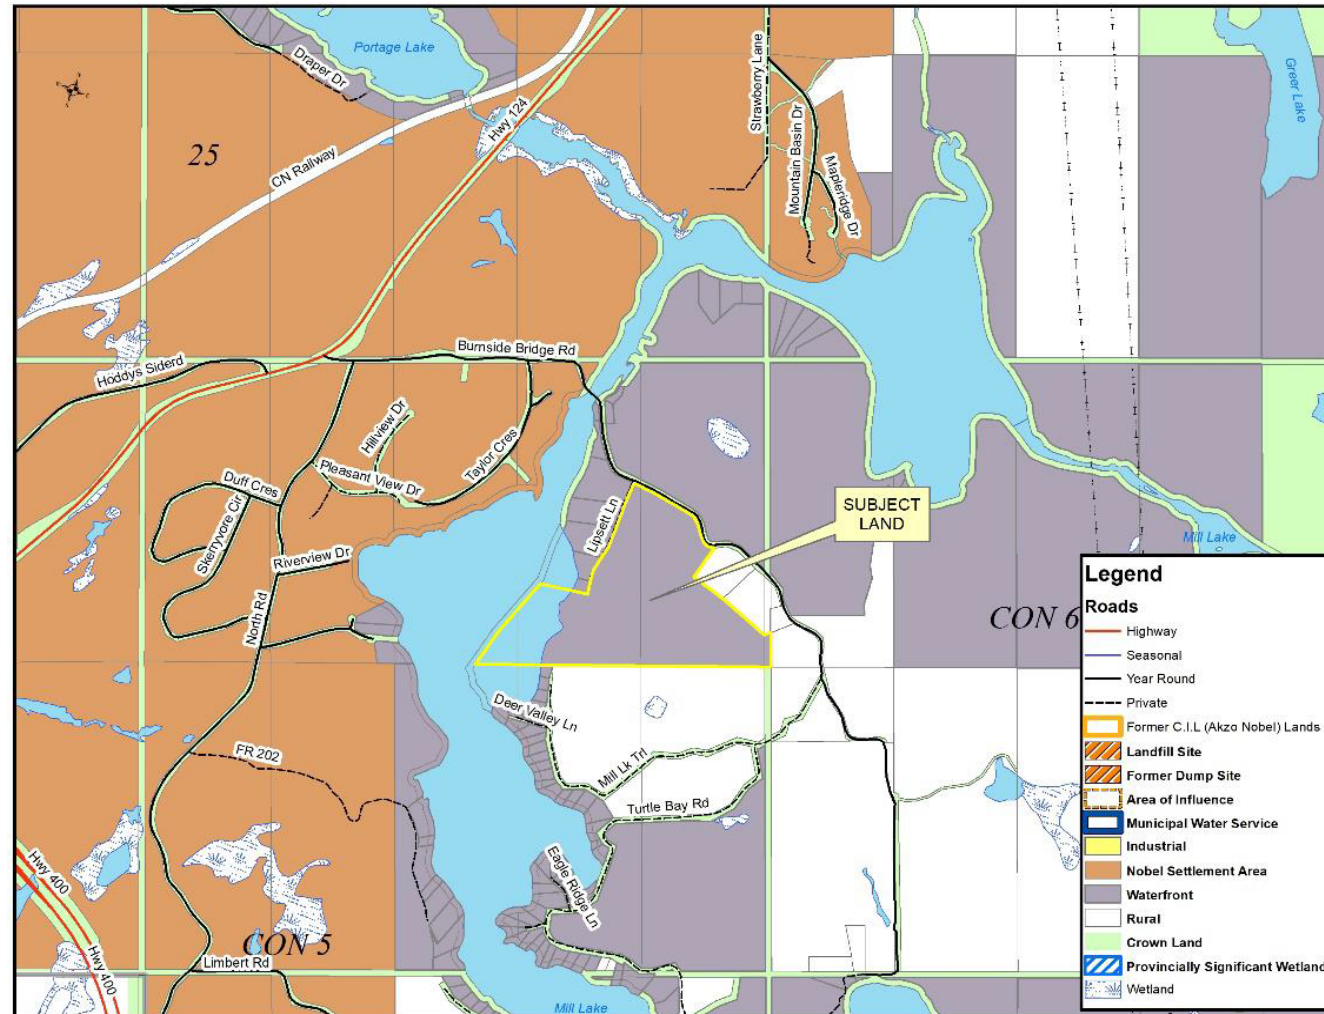 Portage Lake
Draper Dr
Hwy 124
CN Railway
25
Strawberry Lane
Mountain Basin Dr
Mapleridge Dr
Greer Lake
Burnside Bridge Rd
Hoddys Siderd
Hillview Dr
Pleasant View Dr
Taylor Cres
Duff Cres
Skerryvore Cir
Riverview Dr
North Rd
Lipsett Ln
SUBJECT
LAND
Mill Lake
CON 6
Deer Valley Ln
Mill Lk Trl
Turtle Bay Rd
FR 202
Eagle Ridge Ln
Hwy 400
Hwy 400
CON 5
Limbert Rd
Mill Lake
Legend
Roads
Highway
Seasonal
Year Round
Private
Former C.I.L (Akzo Nobel) Lands
Landfill Site
Former Dump Site
Area of Influence
Municipal Water Service
Industrial
Nobel Settlement Area
Waterfront
Rural
Crown Land
Provincially Significant Wetland
Wetland